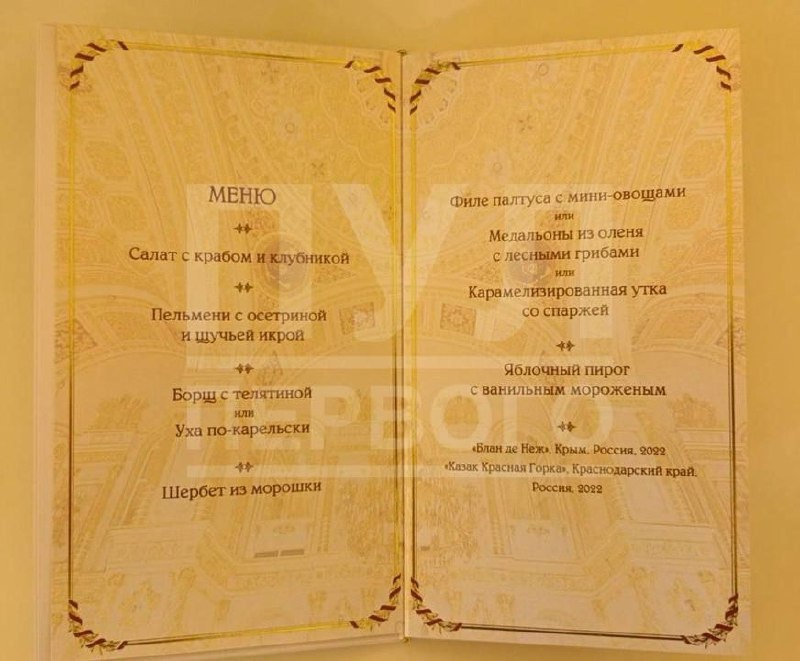 МЕНЮ
Салат с крабом и клубникой
Пельмени с осетриной
и щучьей икрой
Борщ с телятиной
или
Уха по-карельски
Шербет из морошки
Филе палтуса с мини-овощами
или
Медальоны из оленя
с лесными грибами
или
Карамелизированная утка
со спаржей
Яблочный пирог
с ванильным мороженым
«Блан де Неж». Крым. Россия. 2022
«Казак Красная Горка». Краснодарский край.
Россия. 2022
ПУЛ
ПЕРВОГО